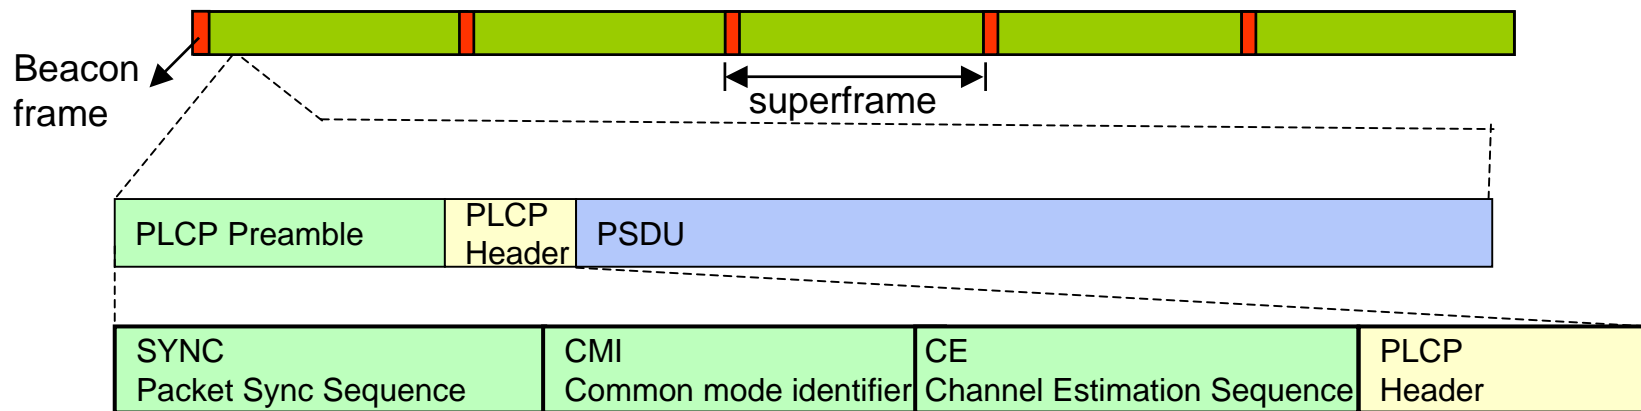 Beacon
frame
superframe
PLCP Preamble
PLCP
Header
PSDU
SYNC
Packet Sync Sequence
CMI
Common mode identifier
CE
Channel Estimation Sequence
PLCP
Header